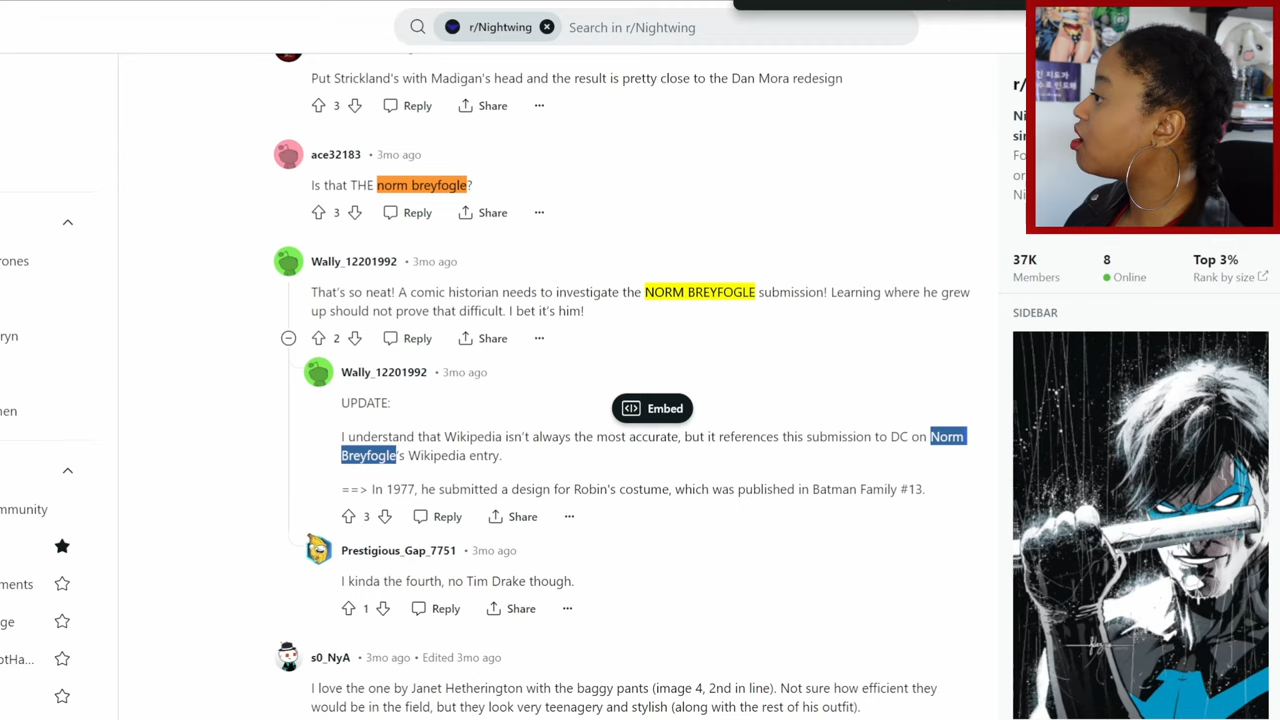 r/Nightwing
Search in r/Nightwing
Put Strickland's with Madigan's head and the result is pretty close to the Dan Mora redesign
3 Reply Share
ace32183 • 3mo ago
Is that THE norm breyfogle?
3 Reply Share
Wally_12201992 • 3mo ago
That's so neat! A comic historian needs to investigate the NORM BREYFOGLE submission! Learning where he grew
up should not prove that difficult. I bet it's him!
2 Reply Share
Wally_12201992 • 3mo ago
UPDATE:
Embed
I understand that Wikipedia isn't always the most accurate, but it references this submission to DC on Norm
Breyfogle's Wikipedia entry.
==> In 1977, he submitted a design for Robin's costume, which was published in Batman Family #13.
3 Reply Share
Prestigious_Gap_7751 • 3mo ago
I kinda the fourth, no Tim Drake though.
1 Reply Share
s0_NyA • 3mo ago • Edited 3mo ago
I love the one by Janet Hetherington with the baggy pants (image 4, 2nd in line). Not sure how efficient they
would be in the field, but they look very teenagery and stylish (along with the rest of his outfit).
rones
ryn
nen
mmunity
ments
ge
otHa...
r/
Ni
sin
Fo
or
Ni
37K 8 Top 3%
Members Online Rank by size
SIDEBAR